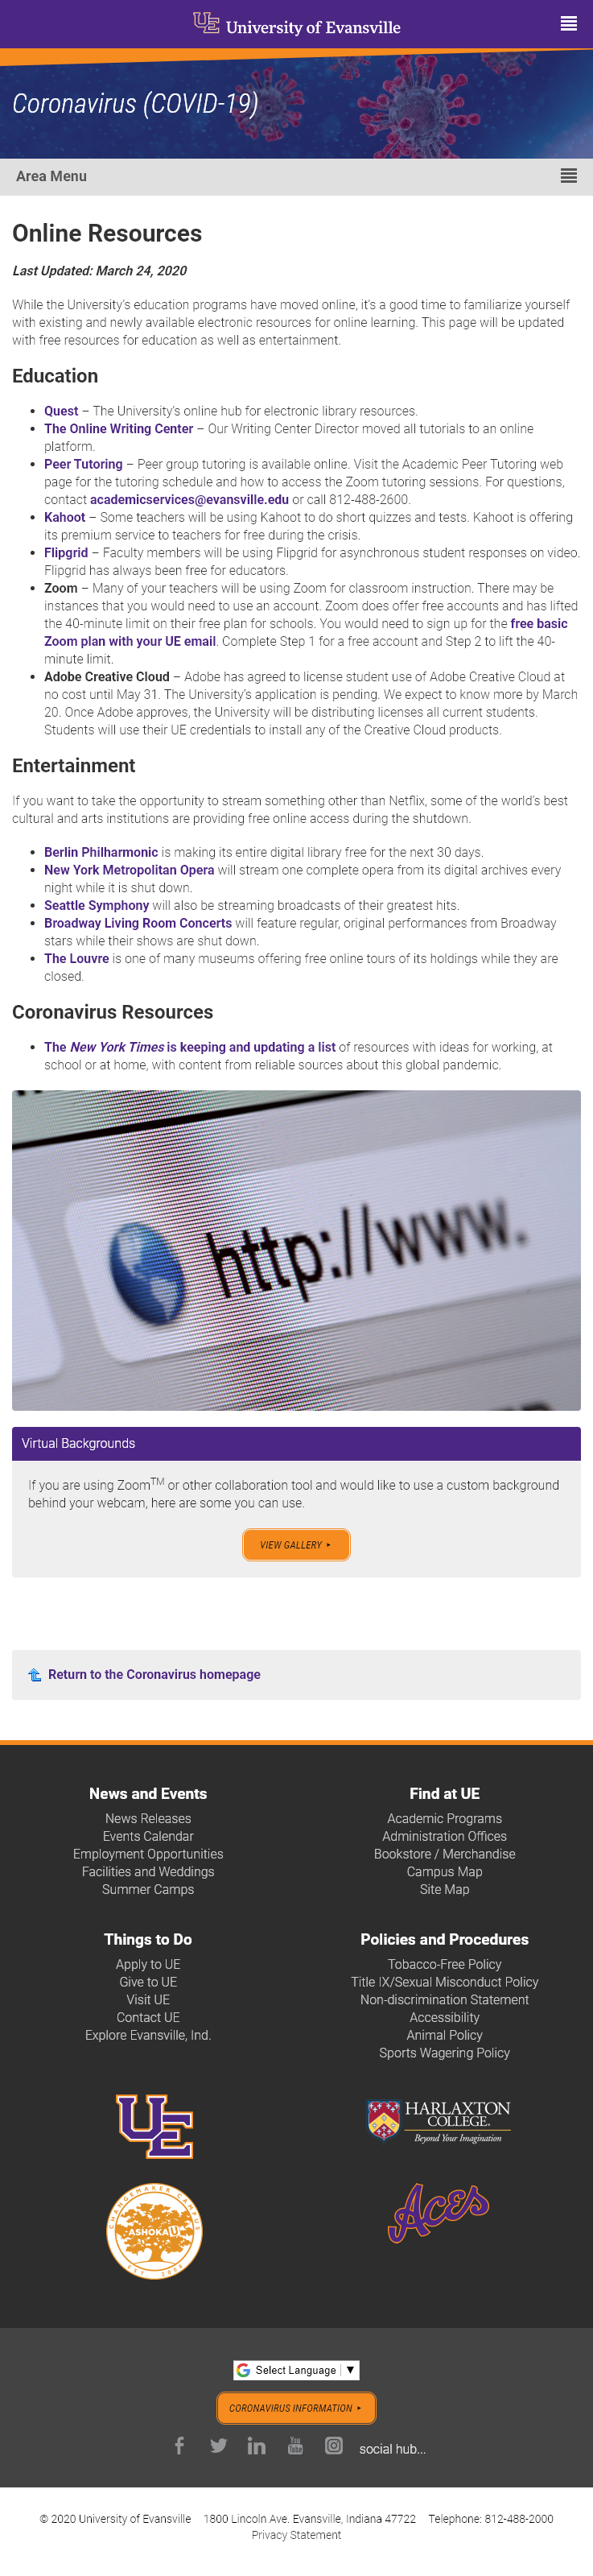 UE University of Evansville
Coronavirus (COVID-19)
Area Menu
Online Resources
Last Updated: March 24, 2020
While the University's education programs have moved online, it's a good time to familiarize yourself
with existing and newly available electronic resources for online learning. This page will be updated
with free resources for education as well as entertainment.
Education
• Quest – The University's online hub for electronic library resources.
• The Online Writing Center – Our Writing Center Director moved all tutorials to an online
platform.
• Peer Tutoring – Peer group tutoring is available online. Visit the Academic Peer Tutoring web
page for the tutoring schedule and how to access the Zoom tutoring sessions. For questions,
contact academicservices@evansville.edu or call 812-488-2600.
• Kahoot – Some teachers will be using Kahoot to do short quizzes and tests. Kahoot is offering
its premium service to teachers for free during the crisis.
• Flipgrid – Faculty members will be using Flipgrid for asynchronous student responses on video.
Flipgrid has always been free for educators.
• Zoom – Many of your teachers will be using Zoom for classroom instruction. There may be
instances that you would need to use an account. Zoom does offer free accounts and has lifted
the 40-minute limit on their free plan for schools. You would need to sign up for the free basic
Zoom plan with your UE email. Complete Step 1 for a free account and Step 2 to lift the 40-
minute limit.
• Adobe Creative Cloud – Adobe has agreed to license student use of Adobe Creative Cloud at
no cost until May 31. The University's application is pending. We expect to know more by March
20. Once Adobe approves, the University will be distributing licenses all current students.
Students will use their UE credentials to install any of the Creative Cloud products.
Entertainment
If you want to take the opportunity to stream something other than Netflix, some of the world's best
cultural and arts institutions are providing free online access during the shutdown.
• Berlin Philharmonic is making its entire digital library free for the next 30 days.
• New York Metropolitan Opera will stream one complete opera from its digital archives every
night while it is shut down.
• Seattle Symphony will also be streaming broadcasts of their greatest hits.
• Broadway Living Room Concerts will feature regular, original performances from Broadway
stars while their shows are shut down.
• The Louvre is one of many museums offering free online tours of its holdings while they are
closed.
Coronavirus Resources
• The New York Times is keeping and updating a list of resources with ideas for working, at
school or at home, with content from reliable sources about this global pandemic.
http://www.
Virtual Backgrounds
If you are using Zoom™ or other collaboration tool and would like to use a custom background
behind your webcam, here are some you can use.
VIEW GALLERY ‣
Return to the Coronavirus homepage
News and Events
News Releases
Events Calendar
Employment Opportunities
Facilities and Weddings
Summer Camps
Find at UE
Academic Programs
Administration Offices
Bookstore / Merchandise
Campus Map
Site Map
Things to Do
Apply to UE
Give to UE
Visit UE
Contact UE
Explore Evansville, Ind.
Policies and Procedures
Tobacco-Free Policy
Title IX/Sexual Misconduct Policy
Non-discrimination Statement
Accessibility
Animal Policy
Sports Wagering Policy
UE
HARLAXTON
COLLEGE
Beyond Your Imagination
CHANGEMAKER CAMPUS
ASHOKA U
Aces
Select Language ▼
CORONAVIRUS INFORMATION ‣
social hub...
© 2020 University of Evansville 1800 Lincoln Ave. Evansville, Indiana 47722 Telephone: 812-488-2000
Privacy Statement